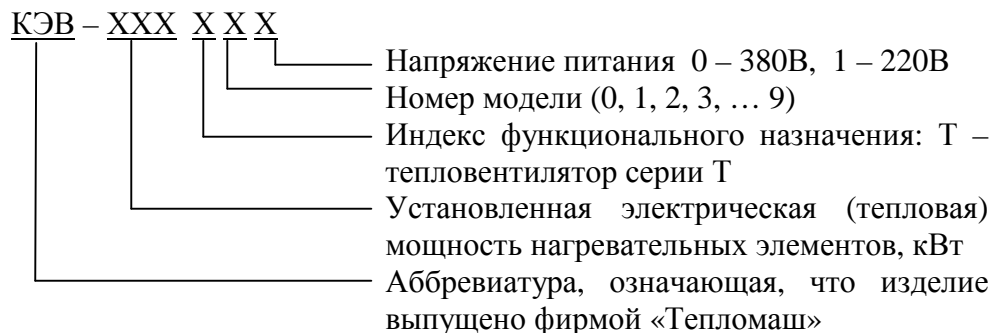 КЭВ – ХХХ Х Х Х
Напряжение питания 0 – 380В, 1 – 220В
Номер модели (0, 1, 2, 3, … 9)
Индекс функционального назначения: Т –
тепловентилятор серии Т
Установленная электрическая (тепловая)
мощность нагревательных элементов, кВт
Аббревиатура, означающая, что изделие
выпущено фирмой «Тепломаш»